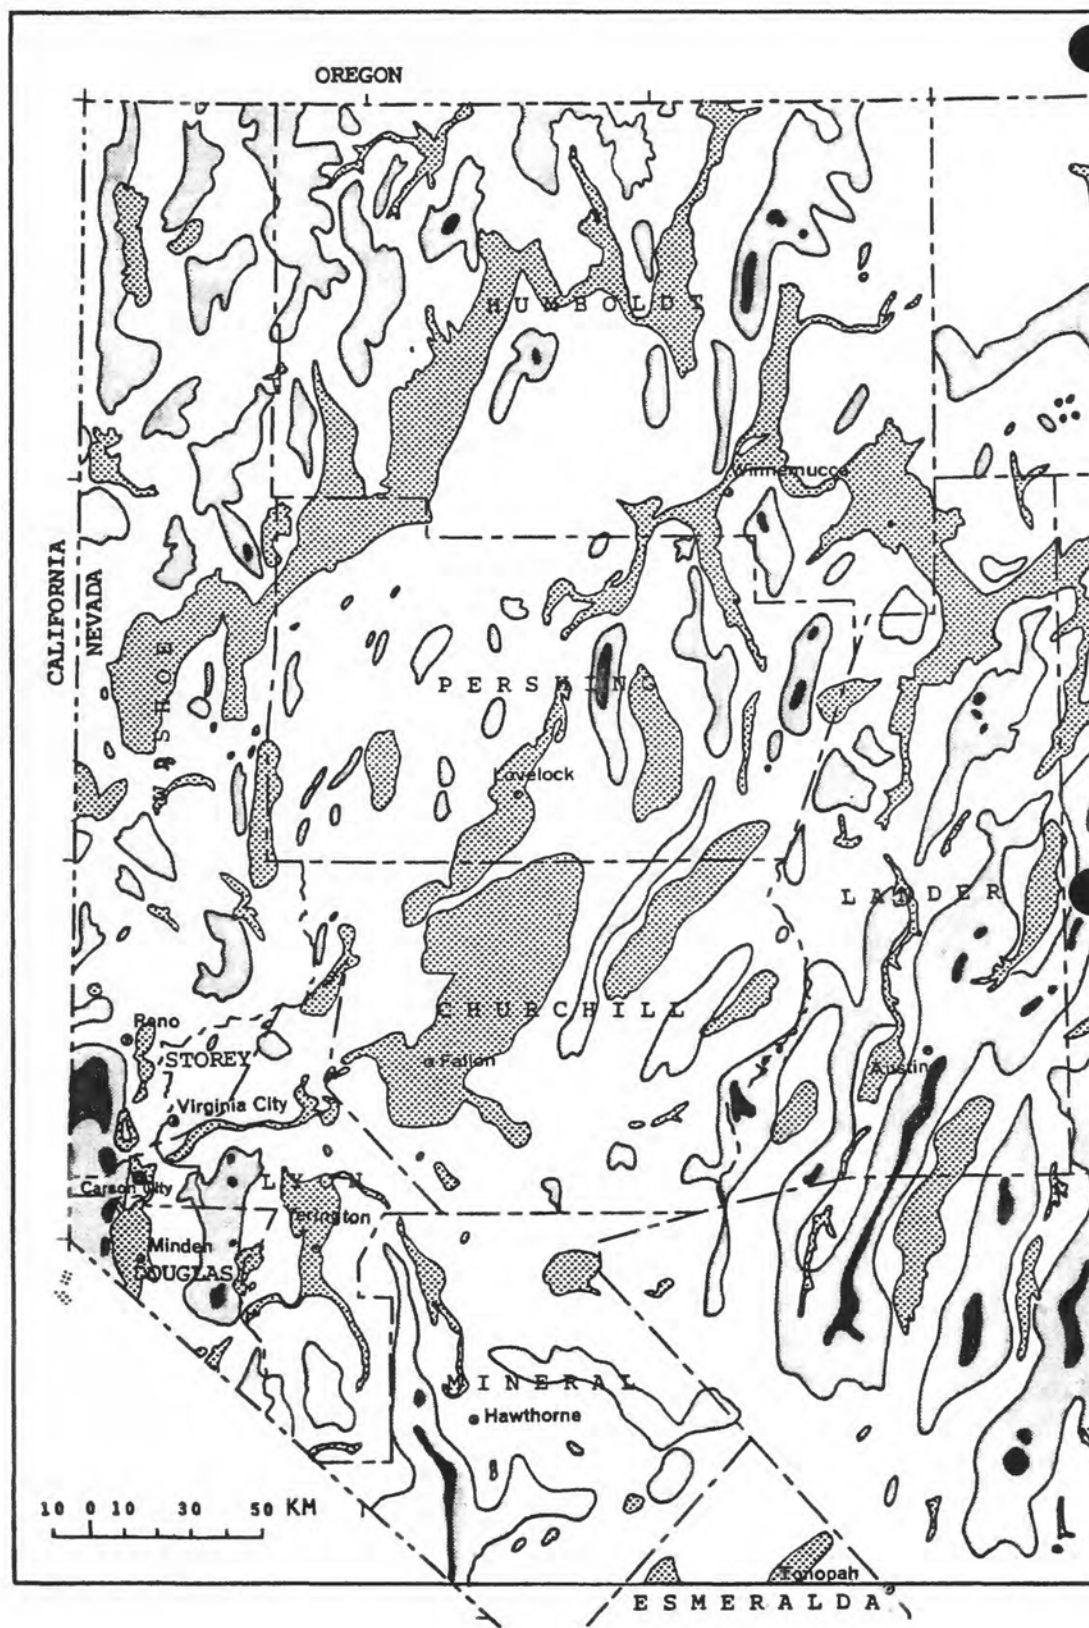 OREGON
HUMBOLDT
Winnemucca
CALIFORNIA
NEVADA
WASHOE
PERSHING
Lovelock
LANDER
CHURCHILL
Reno
STOREY
Fallon
Austin
Virginia City
LYON
Carson City
Yerington
Minden
DOUGLAS
MINERAL
Hawthorne
10 0 10 30 50 KM
Tonopah
ESMERALDA